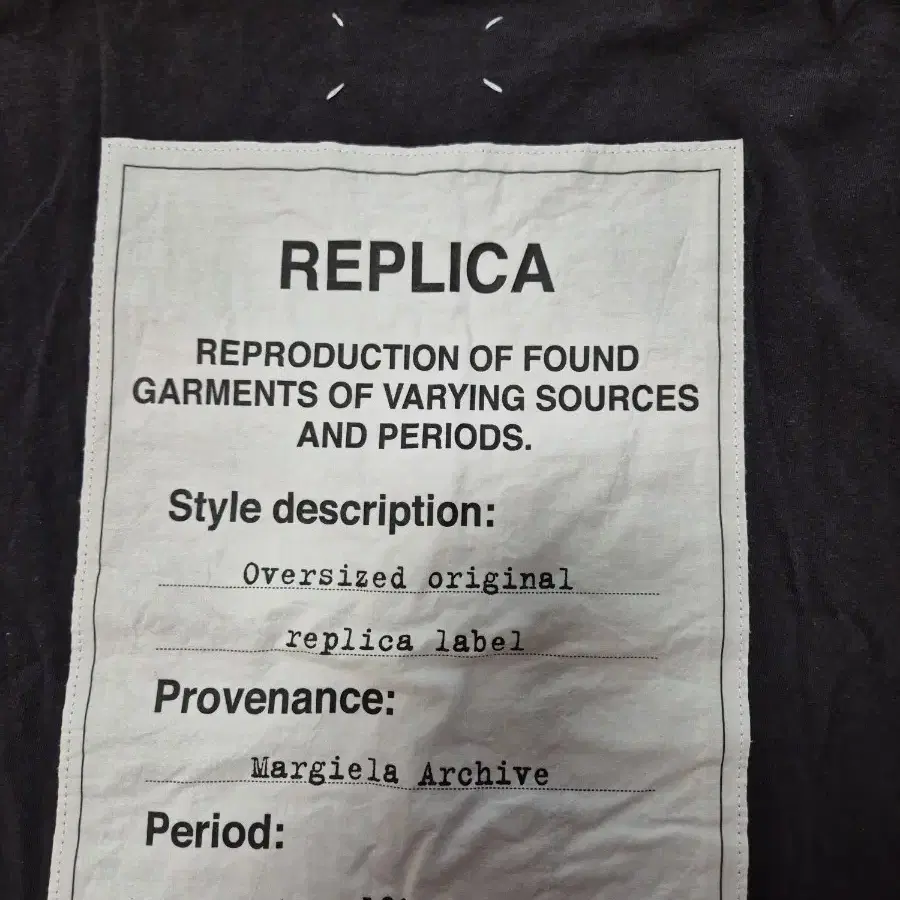 REPLICA
REPRODUCTION OF FOUND
GARMENTS OF VARYING SOURCES
AND PERIODS.
Style description:
Oversized original
replica label
Provenance:
Margiela Archive
Period: